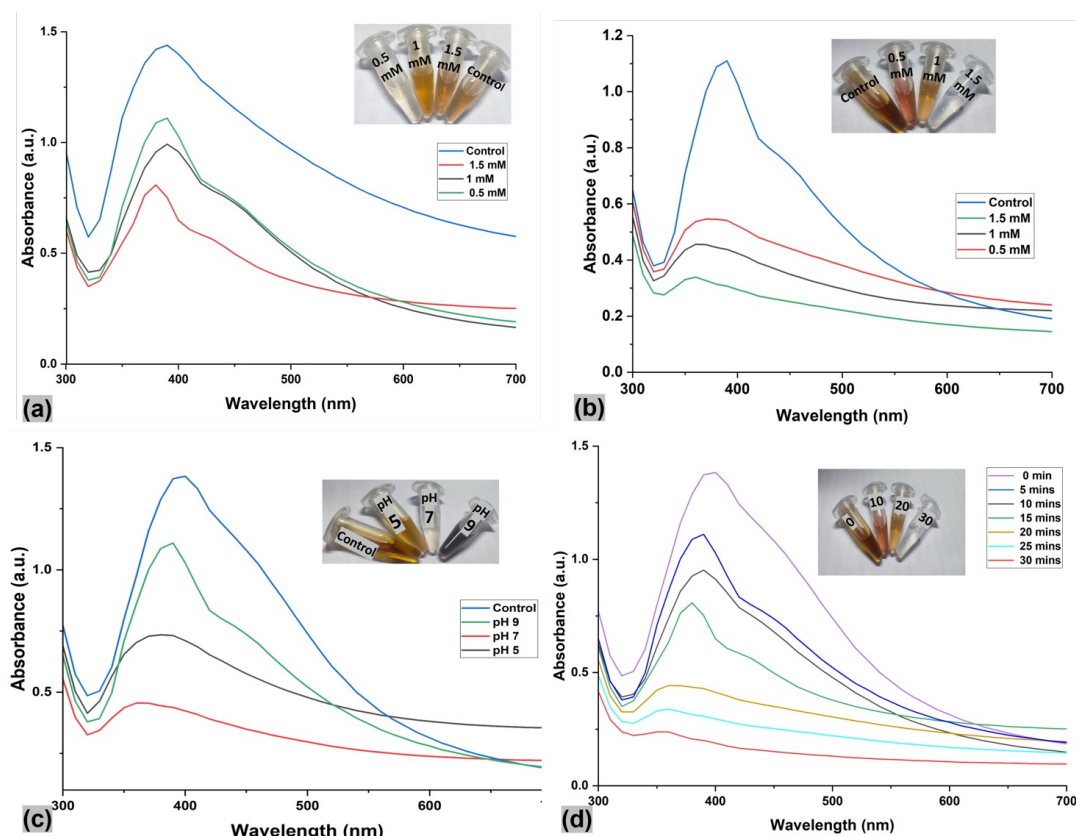 1.5
1.0
0.5
0.0
Absorbance (a.u.)
300
400
500
600
700
Wavelength (nm)
0.5
mM
1
mM
1.5
mM
Control
Control
1.5 mM
1 mM
0.5 mM
(a)
1.2
1.0
0.8
0.6
0.4
0.2
0.0
Absorbance (a.u.)
300
400
500
600
700
Wavelength (nm)
Control
0.5
mM
1
mM
1.5
mM
Control
1.5 mM
1 mM
0.5 mM
(b)
1.5
1.0
0.5
Absorbance (a.u.)
300
400
500
600
Wavelength (nm)
Control
pH
5
pH
7
pH
9
Control
pH 9
pH 7
pH 5
(c)
1.5
1.0
0.5
0.0
Absorbance (a.u.)
300
400
500
600
700
Wavelength (nm)
0
10
20
30
0 min
5 mins
10 mins
15 mins
20 mins
25 mins
30 mins
(d)